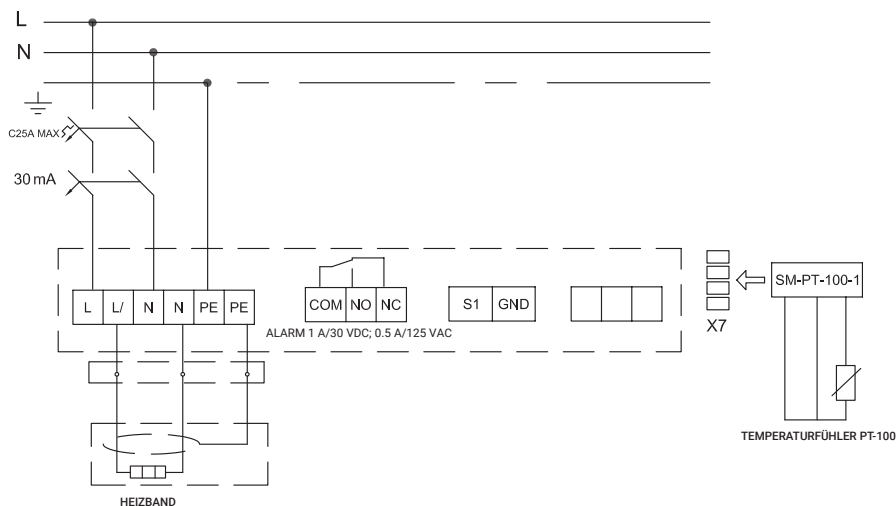 L
N
C25A MAX
30 mA
L L/ N N PE PE
COM NO NC
S1 GND
SM-PT-100-1
X7
ALARM 1 A/30 VDC; 0.5 A/125 VAC
TEMPERATURFÜHLER PT-100
HEIZBAND